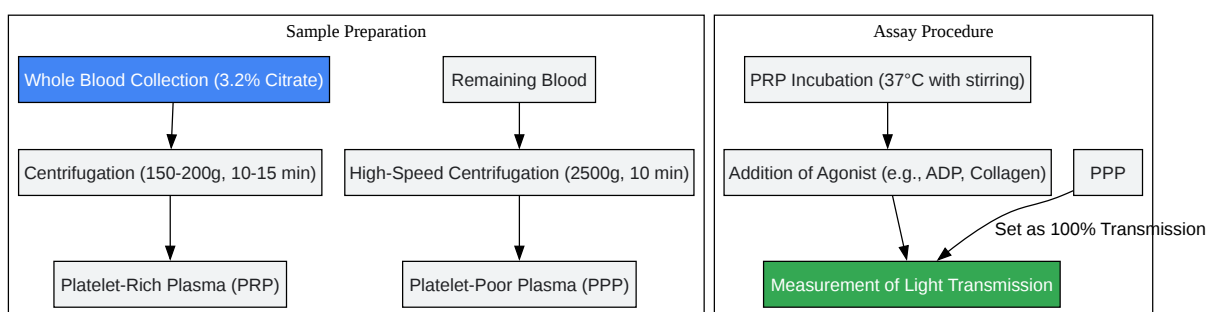 Sample Preparation
Whole Blood Collection (3.2% Citrate)
Remaining Blood
Centrifugation (150-200g, 10-15 min)
High-Speed Centrifugation (2500g, 10 min)
Platelet-Rich Plasma (PRP)
Platelet-Poor Plasma (PPP)
Assay Procedure
PRP Incubation (37°C with stirring)
Addition of Agonist (e.g., ADP, Collagen)
PPP
Set as 100% Transmission
Measurement of Light Transmission